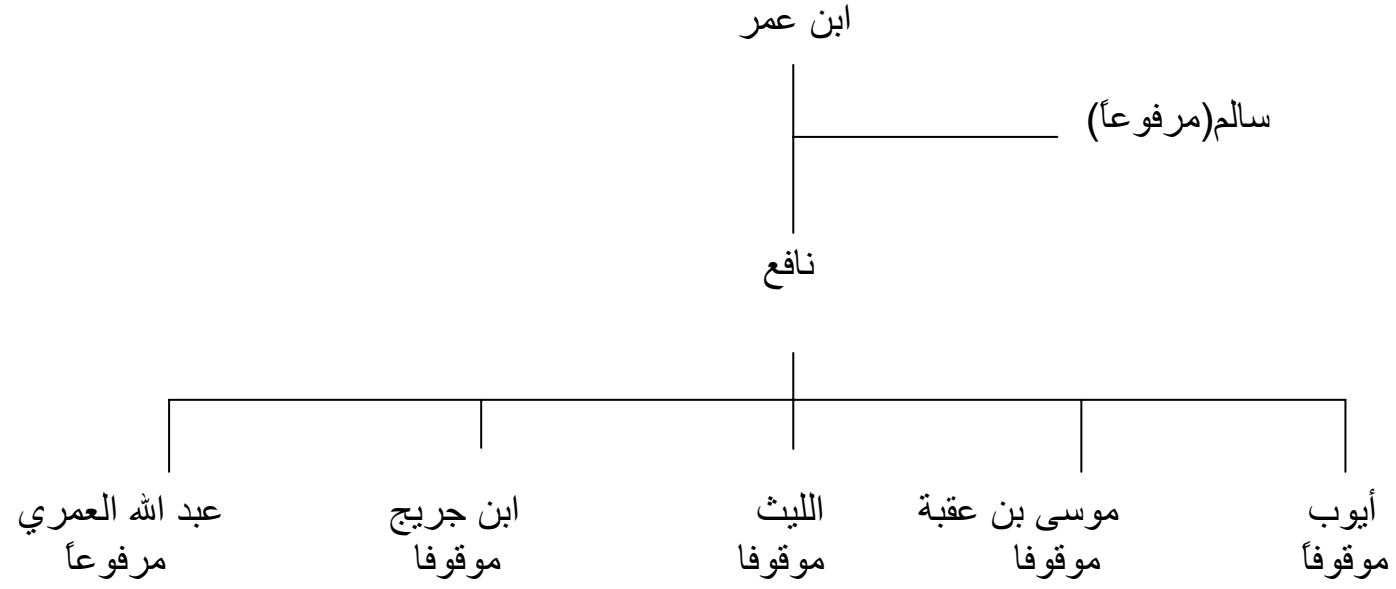 ابن عمر
سالم(مرفوعاً)
نافع
أيوب
موقوفاً
موسى بن عقبة
موقوفا
الليث
موقوفا
ابن جريج
موقوفا
عبد الله العمري
مرفوعاً